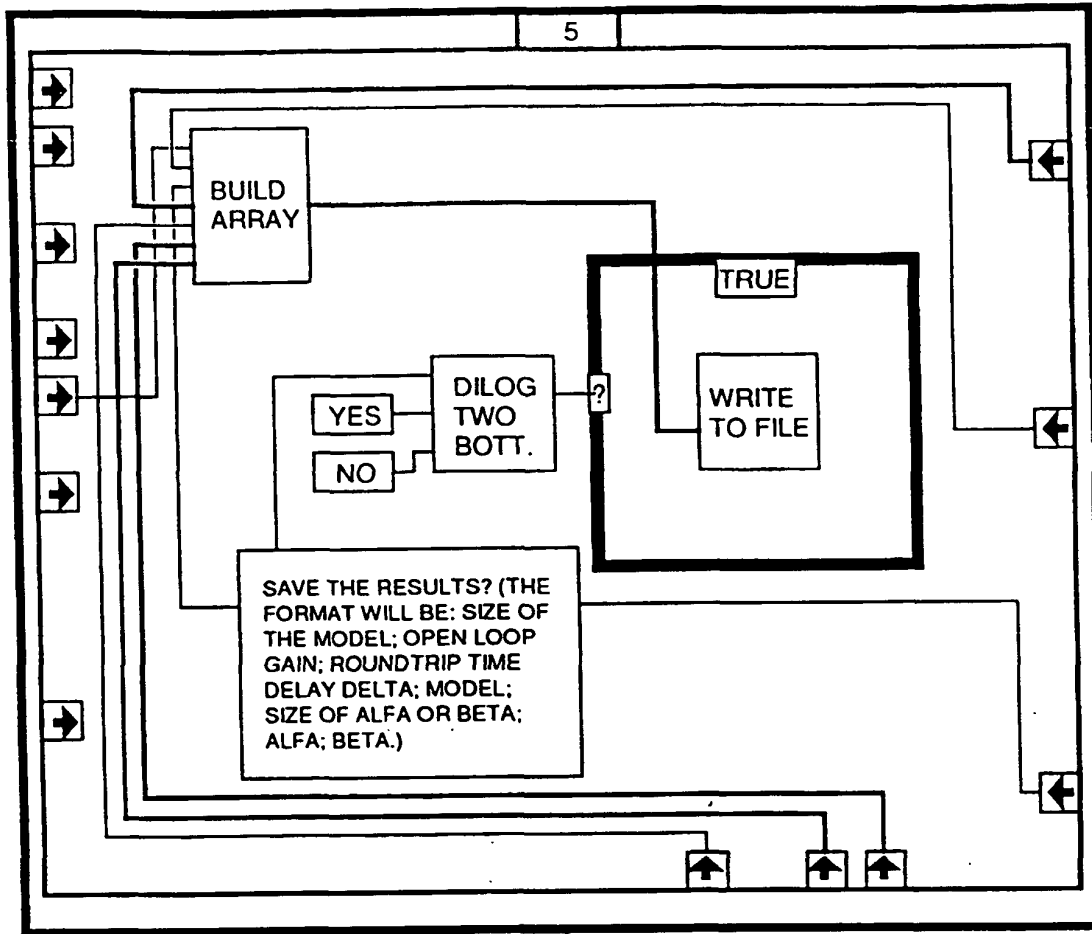 5
BUILD
ARRAY
TRUE
DILOG
TWO
BOTT.
?
WRITE
TO FILE
YES
NO
SAVE THE RESULTS? (THE
FORMAT WILL BE: SIZE OF
THE MODEL; OPEN LOOP
GAIN; ROUNDTRIP TIME
DELAY DELTA; MODEL;
SIZE OF ALFA OR BETA;
ALFA; BETA.)